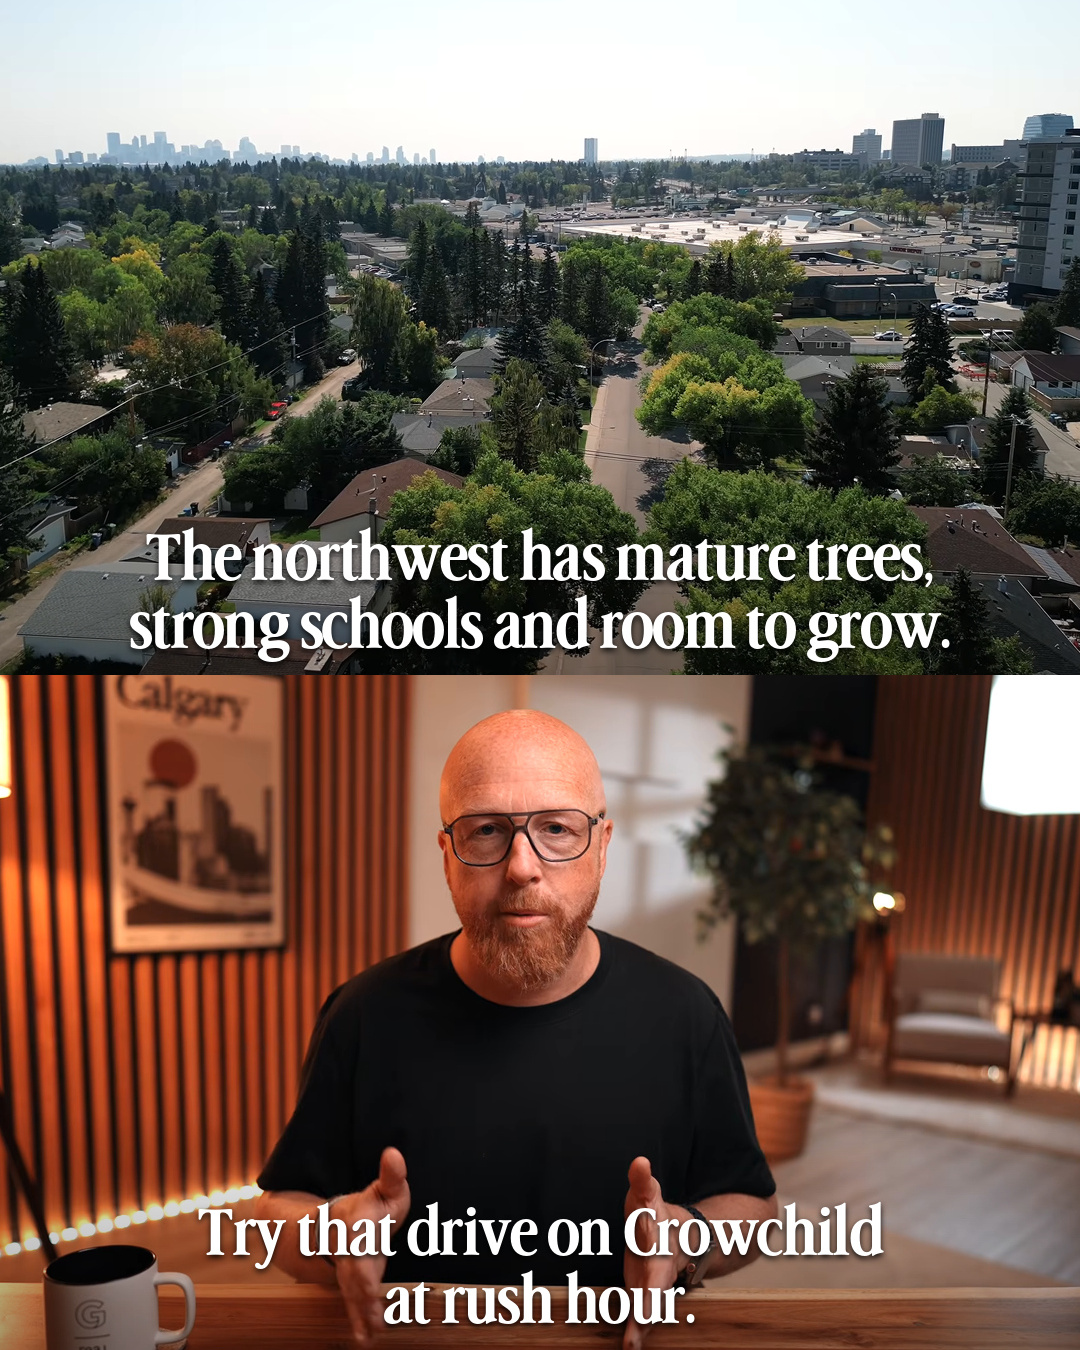 The northwest has mature trees,
strong schools and room to grow.
Calgary
Try that drive on Crowchild
at rush hour.